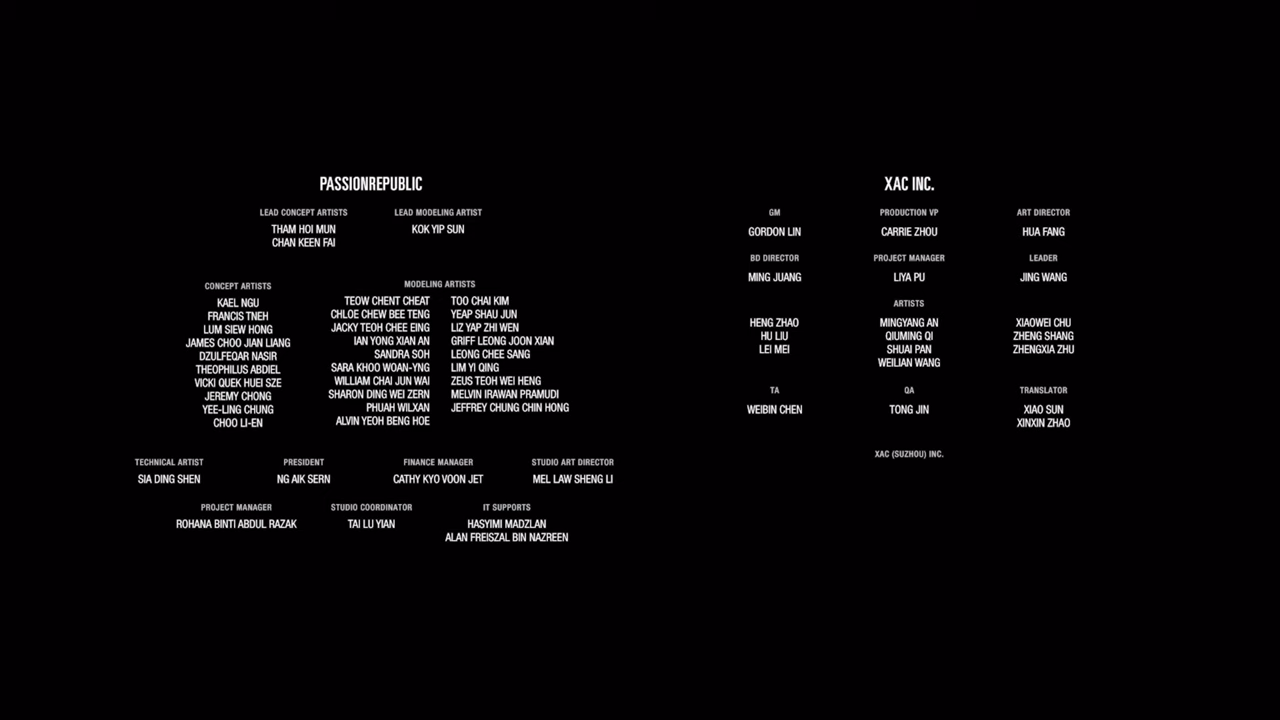 PASSIONREPUBLIC
LEAD CONCEPT ARTISTS
THAM HOI MUN
CHAN KEEN FAI
LEAD MODELING ARTIST
KOK YIP SUN
CONCEPT ARTISTS
KAEL NGU
FRANCIS TNEH
LUM SIEW HONG
JAMES CHOO JIAN LIANG
DZULFEQAR NASIR
THEOPHILUS ABDIEL
VICKI QUEK HUEI SZE
JEREMY CHONG
YEE-LING CHUNG
CHOO LI-EN
MODELING ARTISTS
TEOW CHENT CHEAT
CHLOE CHEW BEE TENG
JACKY TEOH CHEE EING
IAN YONG XIAN AN
SANDRA SOH
SARA KHOO WOAN-YNG
WILLIAM CHAI JUN WAI
SHARON DING WEI ZERN
PHUAH WILXAN
ALVIN YEOH BENG HOE
TOO CHAI KIM
YEAP SHAU JUN
LIZ YAP ZHI WEN
GRIFF LEONG JOON XIAN
LEONG CHEE SANG
LIM YI QING
ZEUS TEOH WEI HENG
MELVIN IRAWAN PRAMUDI
JEFFREY CHUNG CHIN HONG
TECHNICAL ARTIST
SIA DING SHEN
PRESIDENT
NG AIK SERN
FINANCE MANAGER
CATHY KYO VOON JET
STUDIO ART DIRECTOR
MEL LAW SHENG LI
PROJECT MANAGER
ROHANA BINTI ABDUL RAZAK
STUDIO COORDINATOR
TAI LU YIAN
IT SUPPORTS
HASYIMI MADZLAN
ALAN FREISZAL BIN NAZREEN
XAC INC.
GM
GORDON LIN
PRODUCTION VP
CARRIE ZHOU
ART DIRECTOR
HUA FANG
BD DIRECTOR
MING JUANG
PROJECT MANAGER
LIYA PU
LEADER
JING WANG
ARTISTS
HENG ZHAO
HU LIU
LEI MEI
MINGYANG AN
QIUMING QI
SHUAI PAN
WEILIAN WANG
XIAOWEI CHU
ZHENG SHANG
ZHENGXIA ZHU
TA
WEIBIN CHEN
QA
TONG JIN
TRANSLATOR
XIAO SUN
XINXIN ZHAO
XAC (SUZHOU) INC.